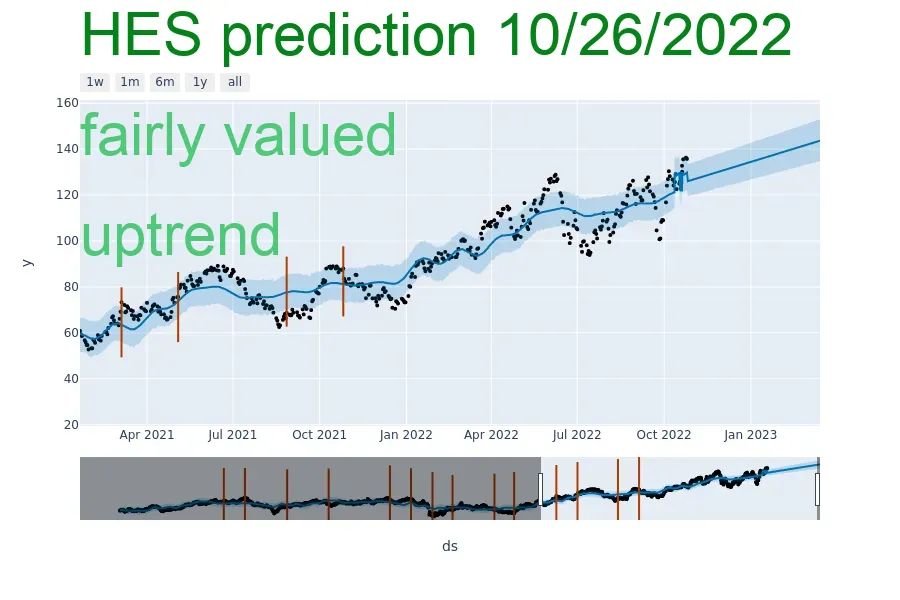 HES prediction 10/26/2022
1w 1m 6m 1y all
fairly valued
uptrend
y
160
140
120
100
80
60
40
20
Apr 2021 Jul 2021 Oct 2021 Jan 2022 Apr 2022 Jul 2022 Oct 2022 Jan 2023
ds